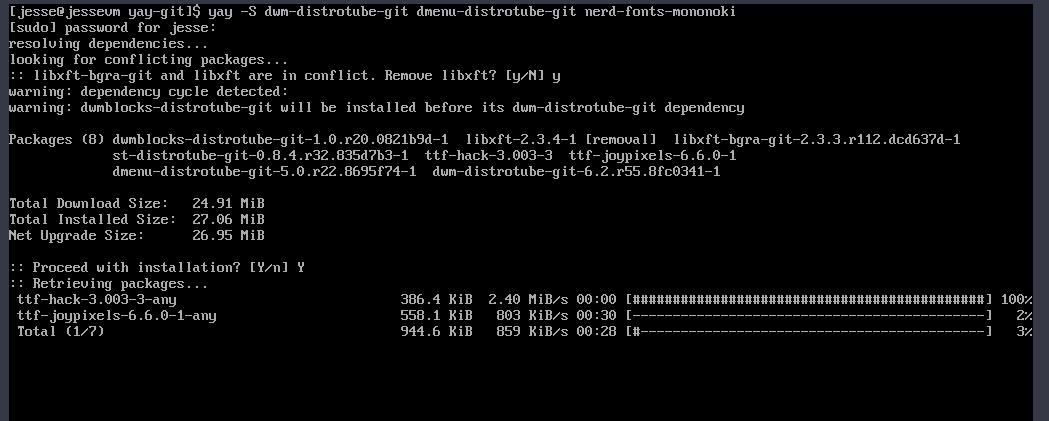 [jesse@jessevm yay-git]$ yay -S dwm-distrotube-git dmenu-distrotube-git nerd-fonts-mononoki
[sudo] password for jesse:
resolving dependencies...
looking for conflicting packages...
:: libxft-bgra-git and libxft are in conflict. Remove libxft? [y/N] y
warning: dependency cycle detected:
warning: dwmblocks-distrotube-git will be installed before its dwm-distrotube-git dependency
Packages (8) dwmblocks-distrotube-git-1.0.r20.0821b9d-1  libxft-2.3.4-1 [removal]  libxft-bgra-git-2.3.3.r112.dcd637d-1
st-distrotube-git-0.8.4.r32.835d7b3-1  ttf-hack-3.003-3  ttf-joypixels-6.6.0-1
dmenu-distrotube-git-5.0.r22.8695f74-1  dwm-distrotube-git-6.2.r55.8fc0341-1
Total Download Size:   24.91 MiB
Total Installed Size:  27.06 MiB
Net Upgrade Size:      26.95 MiB
:: Proceed with installation? [Y/n] Y
:: Retrieving packages...
ttf-hack-3.003-3-any 386.4 KiB  2.40 MiB/s 00:00 [############################################] 100%
ttf-joypixels-6.6.0-1-any 558.1 KiB   803 KiB/s 00:30 [--------------------------------------------]   2%
Total (1/7) 944.6 KiB   859 KiB/s 00:28 [#-------------------------------------------]   3%